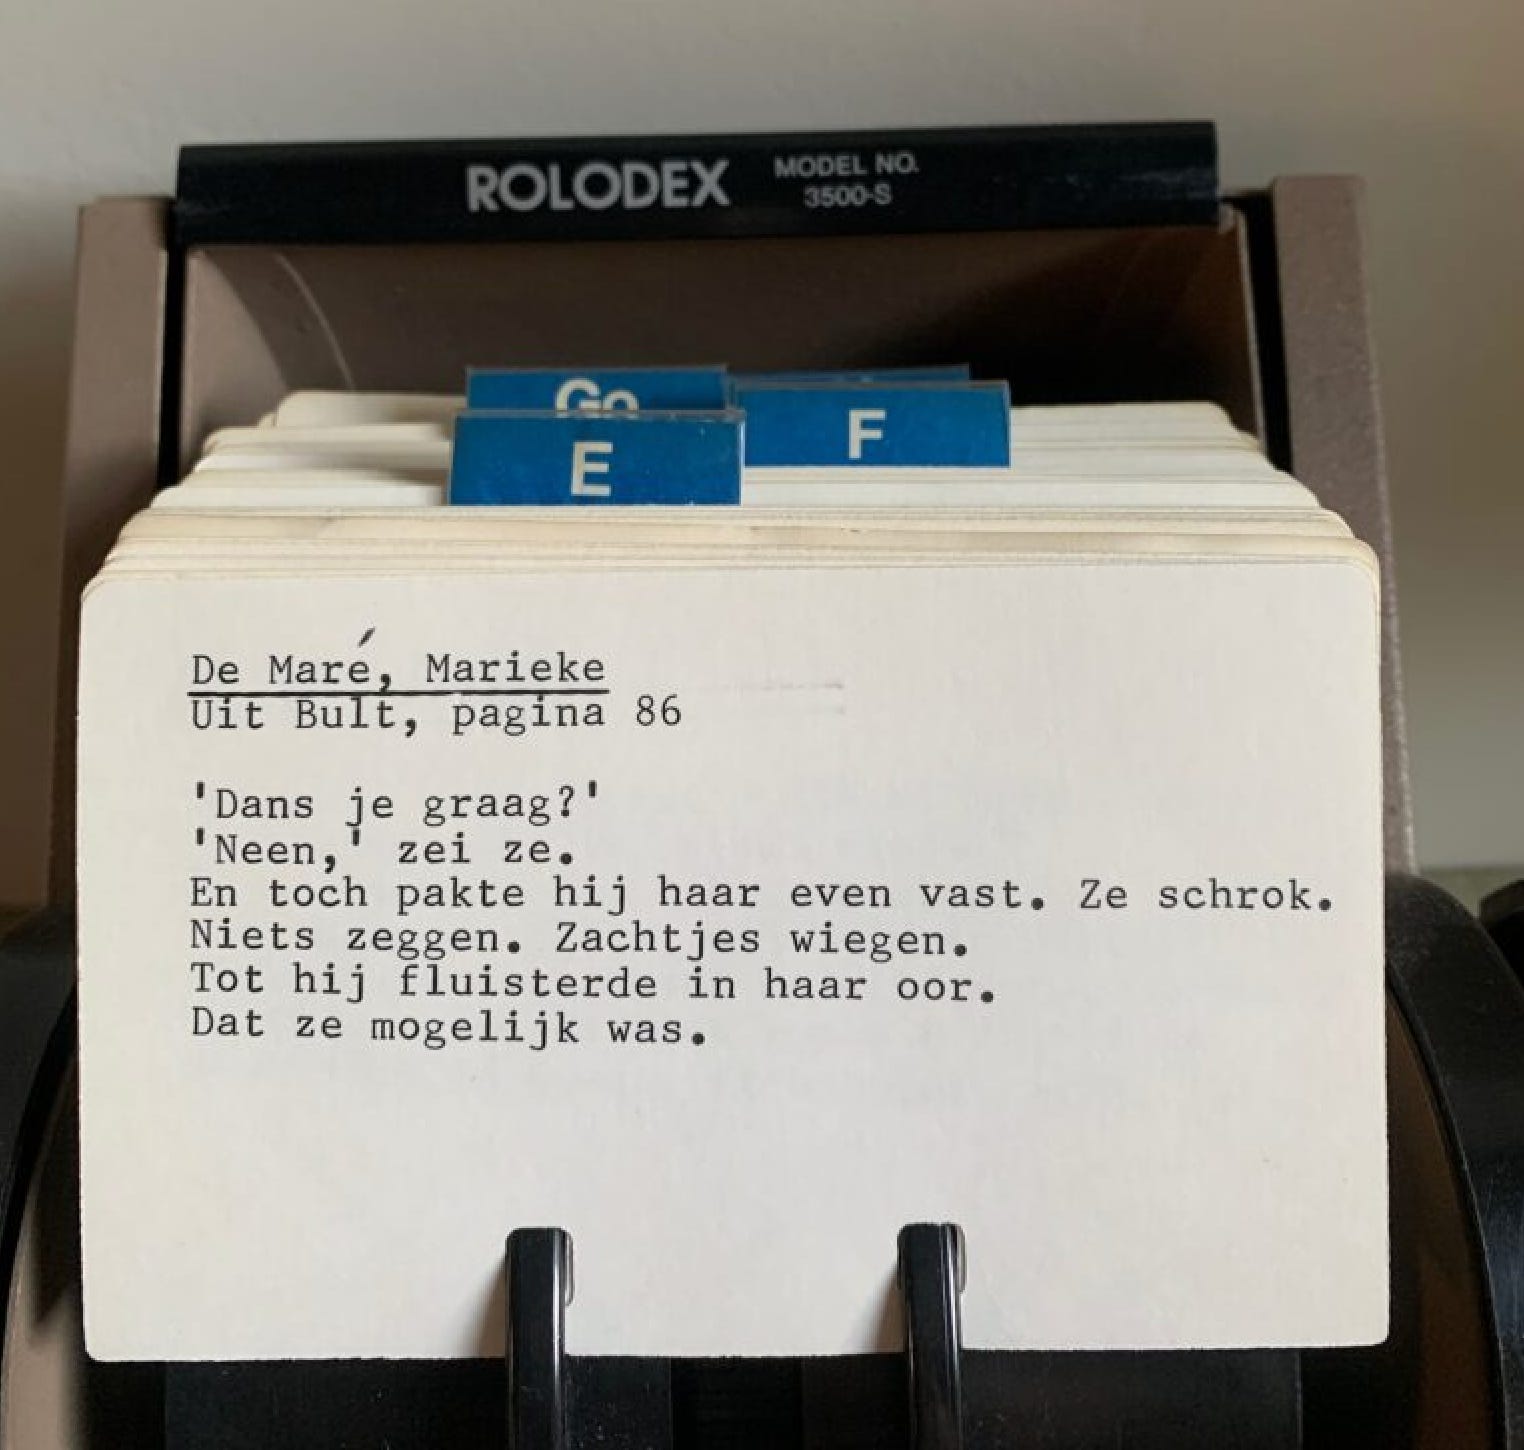 ROLODEX MODEL NO.
3500-S
Go
F
E
De Maré, Marieke
Uit Bult, pagina 86
'Dans je graag?'
'Neen,' zei ze.
En toch pakte hij haar even vast. Ze schrok.
Niets zeggen. Zachtjes wiegen.
Tot hij fluisterde in haar oor.
Dat ze mogelijk was.